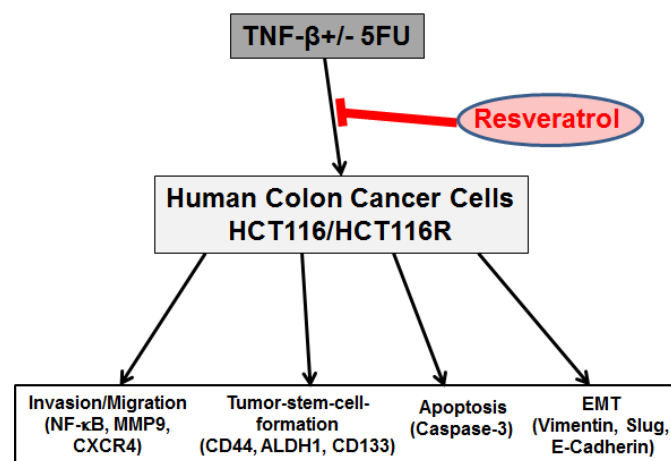 TNF-β+/- 5FU
Resveratrol
Human Colon Cancer Cells
HCT116/HCT116R
Invasion/Migration
(NF-κB, MMP9,
CXCR4)
Tumor-stem-cell-
formation
(CD44, ALDH1, CD133)
Apoptosis
(Caspase-3)
EMT
(Vimentin, Slug,
E-Cadherin)